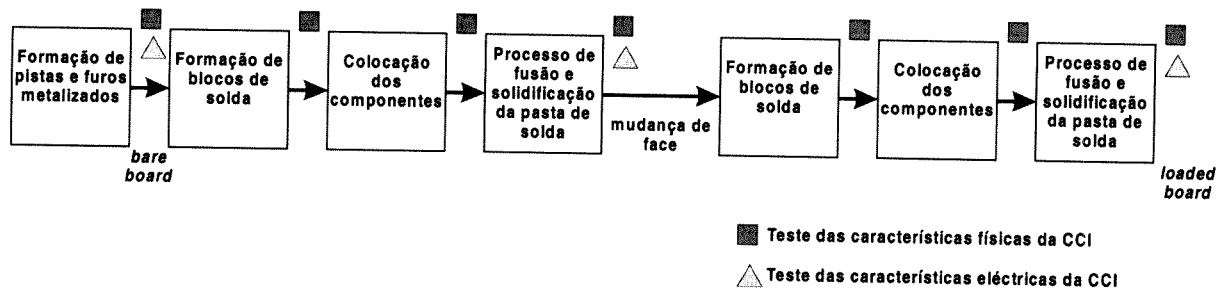 Formação de
pistas e furos
metalizados
bare
board
Formação de
blocos de
solda
Colocação
dos
componentes
Processo de
fusão e
solidificação
da pasta de
solda
mudança de
face
Formação de
blocos de
solda
Colocação
dos
componentes
Processo de
fusão e
solidificação
da pasta de
solda
loaded
board
Teste das características físicas da CCI
Teste das características eléctricas da CCI